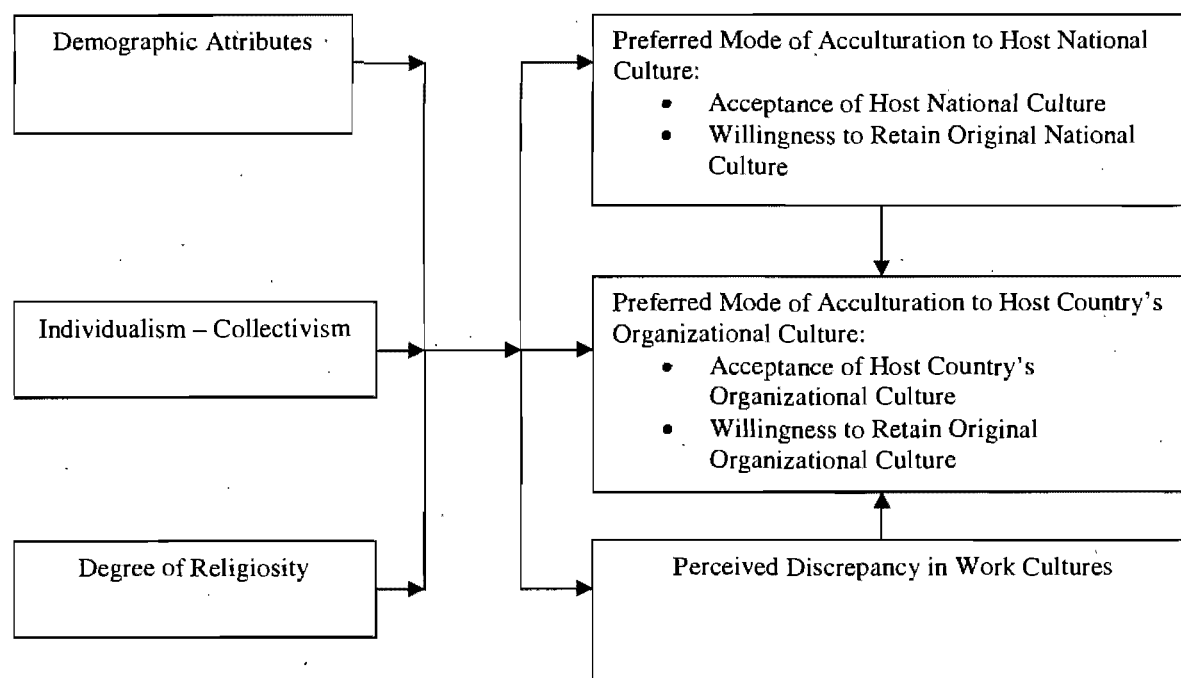 Demographic Attributes
Individualism – Collectivism
Degree of Religiosity
Preferred Mode of Acculturation to Host National
Culture:
• Acceptance of Host National Culture
• Willingness to Retain Original National
Culture
Preferred Mode of Acculturation to Host Country's
Organizational Culture:
• Acceptance of Host Country's
Organizational Culture
• Willingness to Retain Original
Organizational Culture
Perceived Discrepancy in Work Cultures